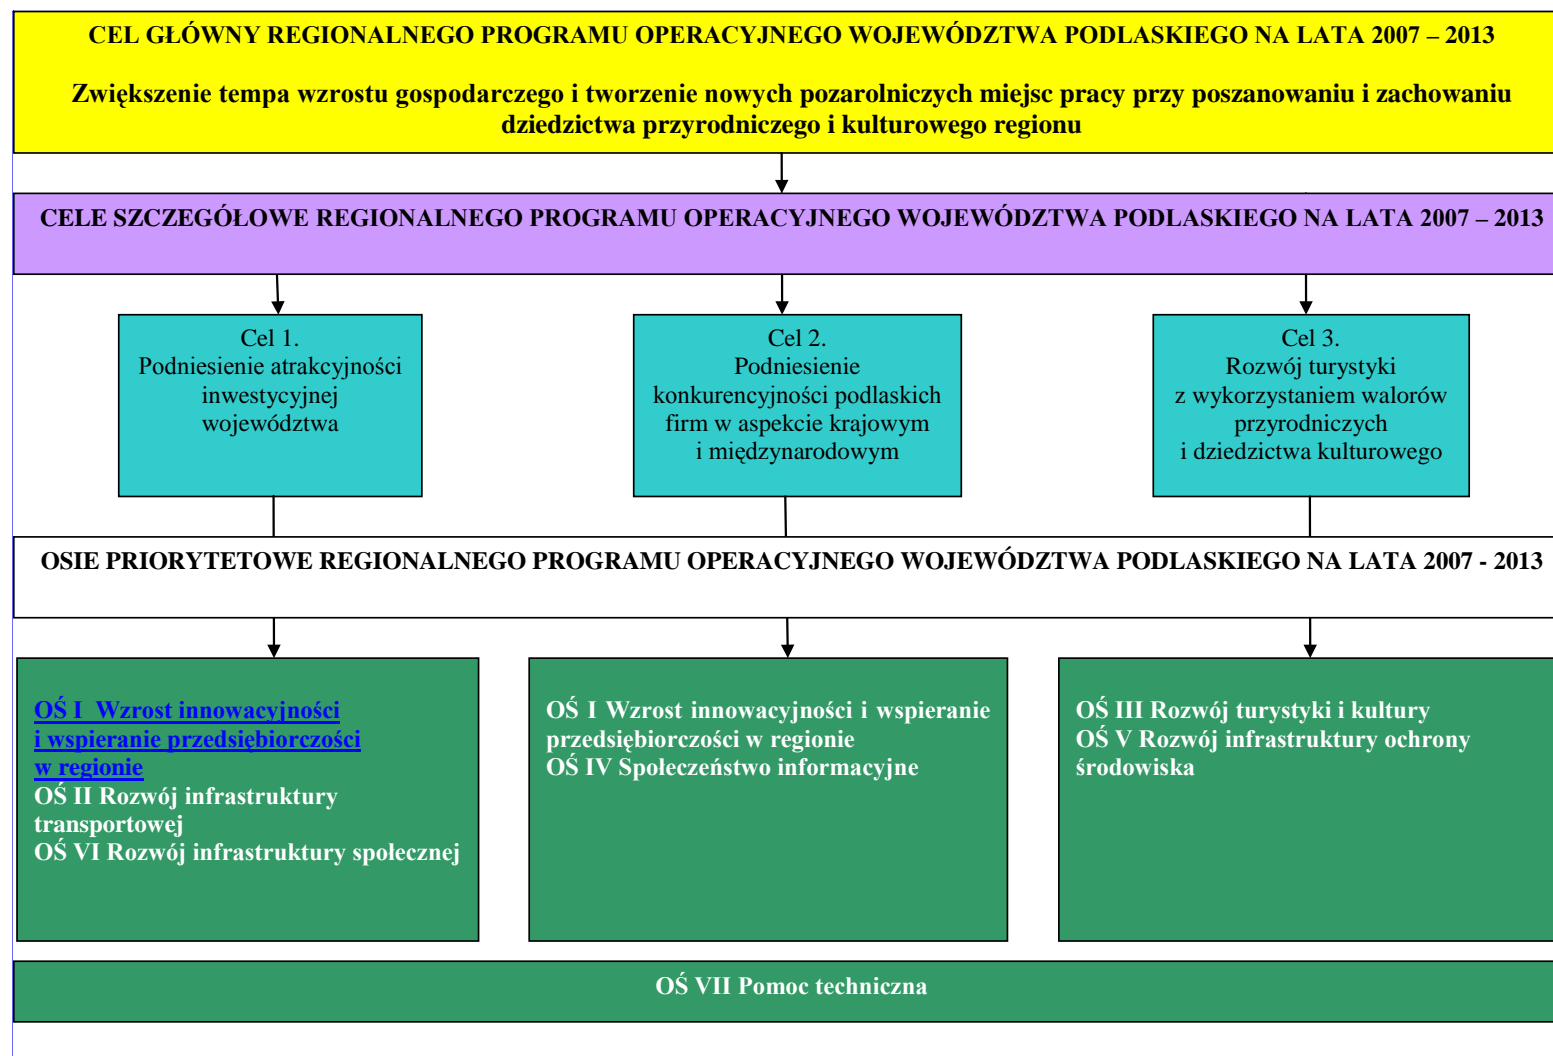 CEL GŁÓWNY REGIONALNEGO PROGRAMU OPERACYJNEGO WOJEWÓDZTWA PODLASKIEGO NA LATA 2007 – 2013
Zwiększenie tempa wzrostu gospodarczego i tworzenie nowych pozarolniczych miejsc pracy przy poszanowaniu i zachowaniu
dziedzictwa przyrodniczego i kulturowego regionu
CELE SZCZEGÓŁOWE REGIONALNEGO PROGRAMU OPERACYJNEGO WOJEWÓDZTWA PODLASKIEGO NA LATA 2007 – 2013
Cel 1.
Podniesienie atrakcyjności
inwestycyjnej
województwa
Cel 2.
Podniesienie
konkurencyjności podlaskich
firm w aspekcie krajowym
i międzynarodowym
Cel 3.
Rozwój turystyki
z wykorzystaniem walorów
przyrodniczych
i dziedzictwa kulturowego
OSIE PRIORYTETOWE REGIONALNEGO PROGRAMU OPERACYJNEGO WOJEWÓDZTWA PODLASKIEGO NA LATA 2007 - 2013
OŚ I Wzrost innowacyjności
i wspieranie przedsiębiorczości
w regionie
OŚ II Rozwój infrastruktury
transportowej
OŚ VI Rozwój infrastruktury społecznej
OŚ I Wzrost innowacyjności i wspieranie
przedsiębiorczości w regionie
OŚ IV Społeczeństwo informacyjne
OŚ III Rozwój turystyki i kultury
OŚ V Rozwój infrastruktury ochrony
środowiska
OŚ VII Pomoc techniczna